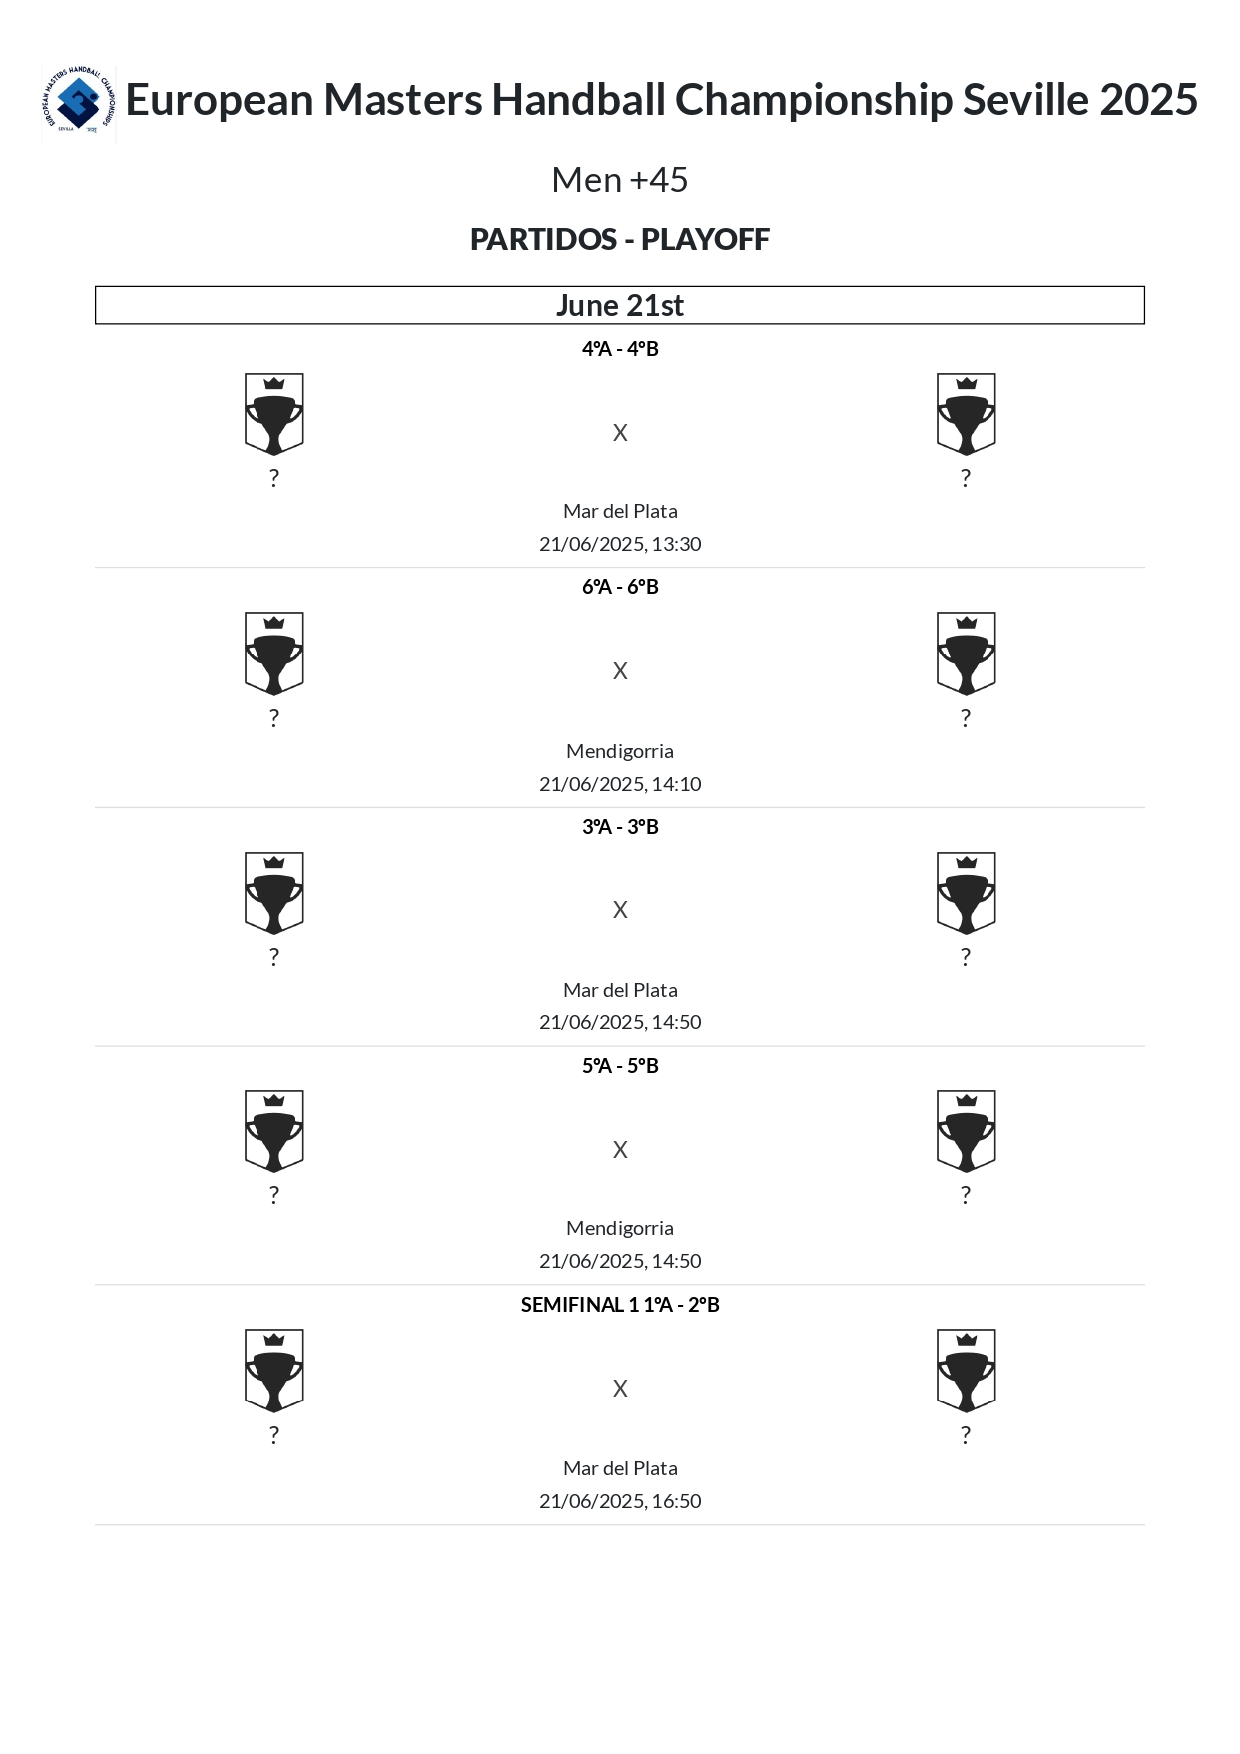 EUROPEAN MASTERS HANDBALL CHAMPIONSHIPS
SEVILLA
European Masters Handball Championship Seville 2025
Men +45
PARTIDOS - PLAYOFF
June 21st
4ºA - 4ºB
X
? ?
Mar del Plata
21/06/2025, 13:30
6ºA - 6ºB
X
? ?
Mendigorria
21/06/2025, 14:10
3ºA - 3ºB
X
? ?
Mar del Plata
21/06/2025, 14:50
5ºA - 5ºB
X
? ?
Mendigorria
21/06/2025, 14:50
SEMIFINAL 1 1ºA - 2ºB
X
? ?
Mar del Plata
21/06/2025, 16:50